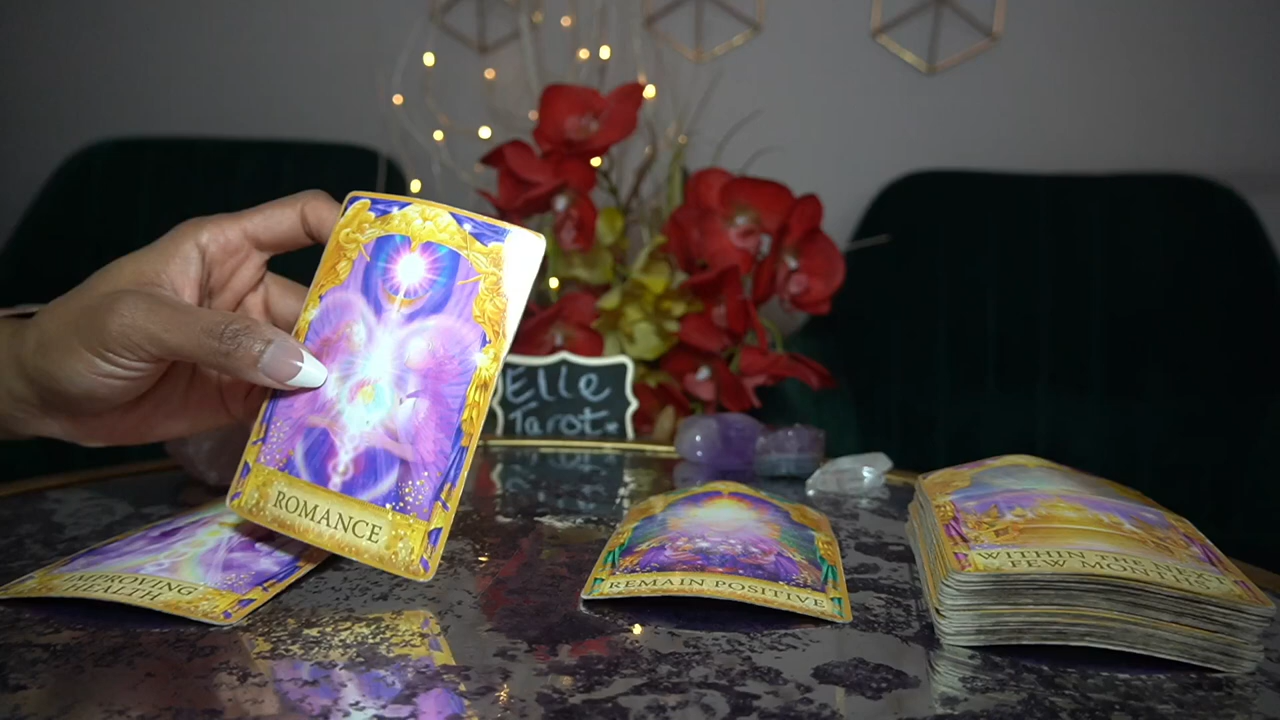 Elle
Tarot.
ROMANCE
IMPROVING
HEALTH
REMAIN POSITIVE
WITHIN THE NEXT
FEW MONTHS